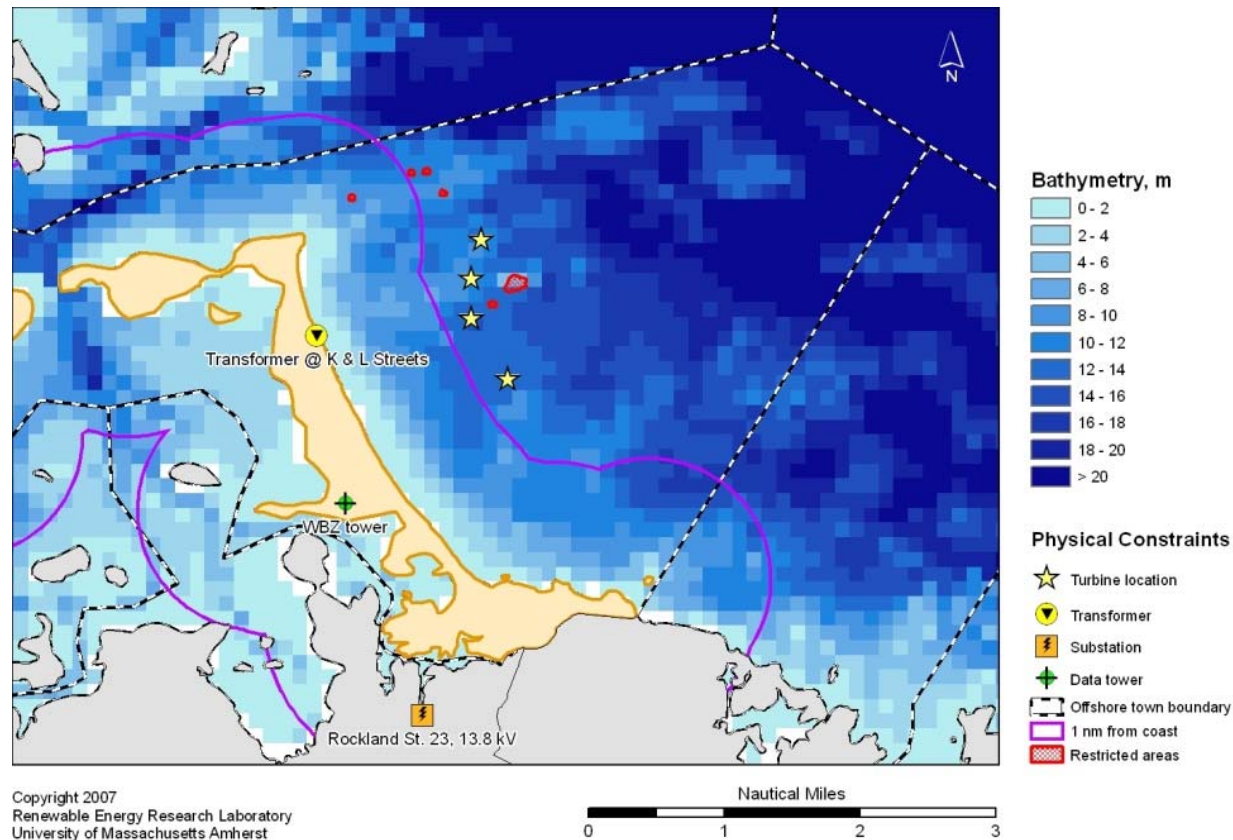 N
Transformer @ K & L Streets
WBZ tower
Rockland St. 23, 13.8 kV
Bathymetry, m
0 - 2
2 - 4
4 - 6
6 - 8
8 - 10
10 - 12
12 - 14
14 - 16
16 - 18
18 - 20
> 20
Physical Constraints
Turbine location
Transformer
Substation
Data tower
Offshore town boundary
1 nm from coast
Restricted areas
Copyright 2007
Renewable Energy Research Laboratory
University of Massachusetts Amherst
Nautical Miles
0 1 2 3